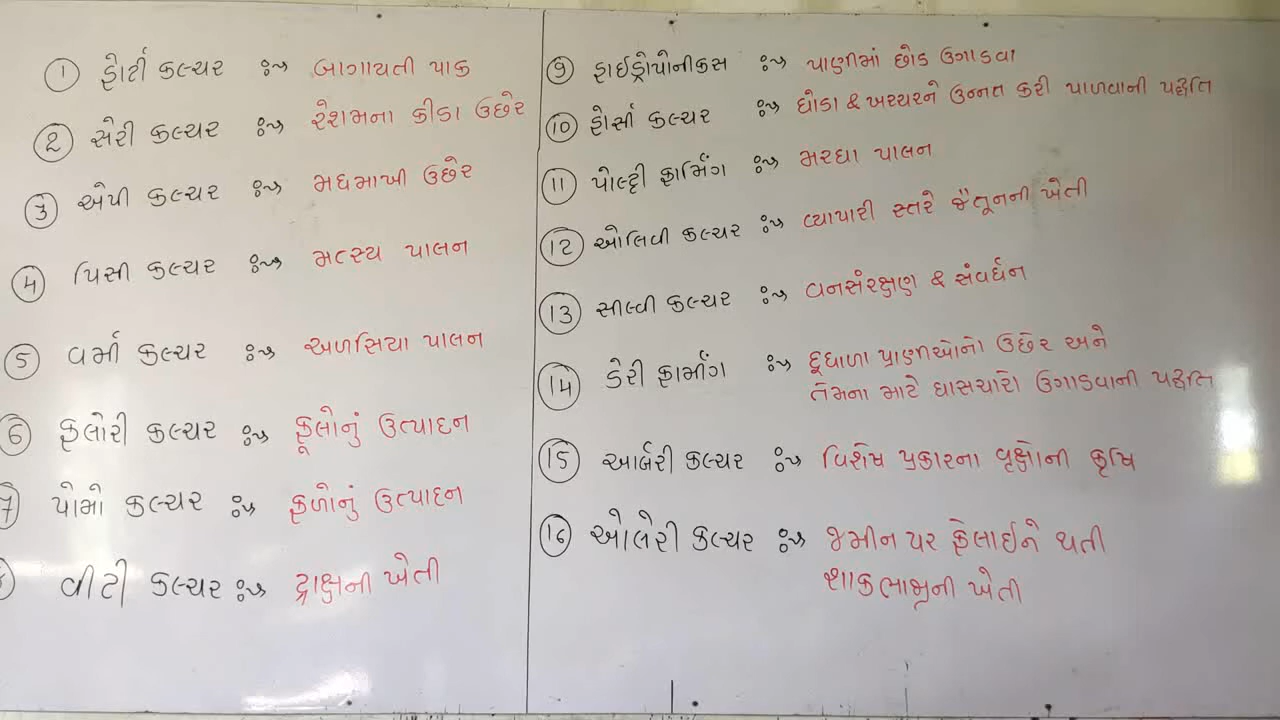 1 હોર્ટી કલ્ચર ઃ→ બાગાયતી પાક
2 સેરી કલ્ચર ઃ→ રેશમના કીડા ઉછેર
3 એપી કલ્ચર ઃ→ મધમાખી ઉછેર
4 પિસી કલ્ચર ઃ→ મત્સ્ય પાલન
5 વર્મી કલ્ચર ઃ→ અળસિયા પાલન
6 ફ્લોરી કલ્ચર ઃ→ ફૂલોનું ઉત્પાદન
7 પોમો કલ્ચર ઃ→ ફળોનું ઉત્પાદન
વીટી કલ્ચર ઃ→ દ્રાક્ષની ખેતી
9 હાઈડ્રોપોનીકસ ઃ→ પાણીમાં છોડ ઉગાડવા
10 હોર્સી કલ્ચર ઃ→ ઘોડા & ખચ્ચરને ઉન્નત કરી પાળવાની પદ્ધતિ
11 પોલ્ટ્રી ફાર્મિંગ ઃ→ મરઘા પાલન
12 ઓલિવી કલ્ચર ઃ→ વ્યાપારી સ્તરે જૈતૂનની ખેતી
13 સીલ્વી કલ્ચર ઃ→ વનસંરક્ષણ & સંવર્ધન
14 ડેરી ફાર્મીંગ ઃ→ દૂધાળા પ્રાણીઓનો ઉછેર અને
તેમના માટે ઘાસચારો ઉગાડવાની પદ્ધતિ
15 આર્બરી કલ્ચર ઃ→ વિશેષ પ્રકારના વૃક્ષોની કૃષિ
16 ઓલેરી કલ્ચર ઃ→ જમીન પર ફેલાઈને થતી
શાકભાજીની ખેતી